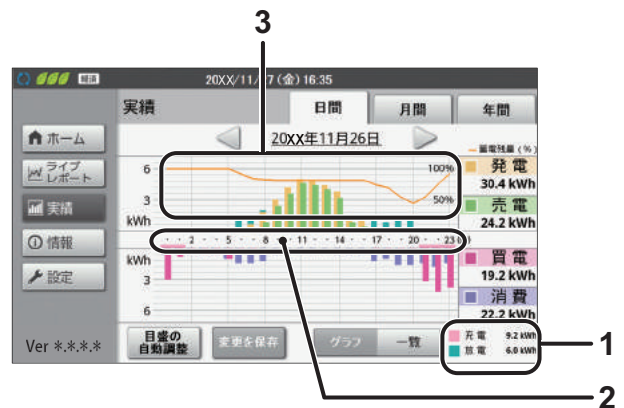 3
経済 20XX/11/ 7 (金) 16:35
実績 日間 月間 年間
ホーム
20XX年11月26日
蓄電残量 (%)
ライブ
レポート
実績
情報
設定
6 100%
3 50%
kWh
発電
30.4 kWh
売電
24.2 kWh
2 5 8 11 14 17 20 23
kWh
3
6
買電
19.2 kWh
消費
22.2 kWh
Ver *.*.*.*
目盛の
自動調整
変更を保存
グラフ 一覧
充電 9.2 kWh
放電 6.0 kWh
1
2